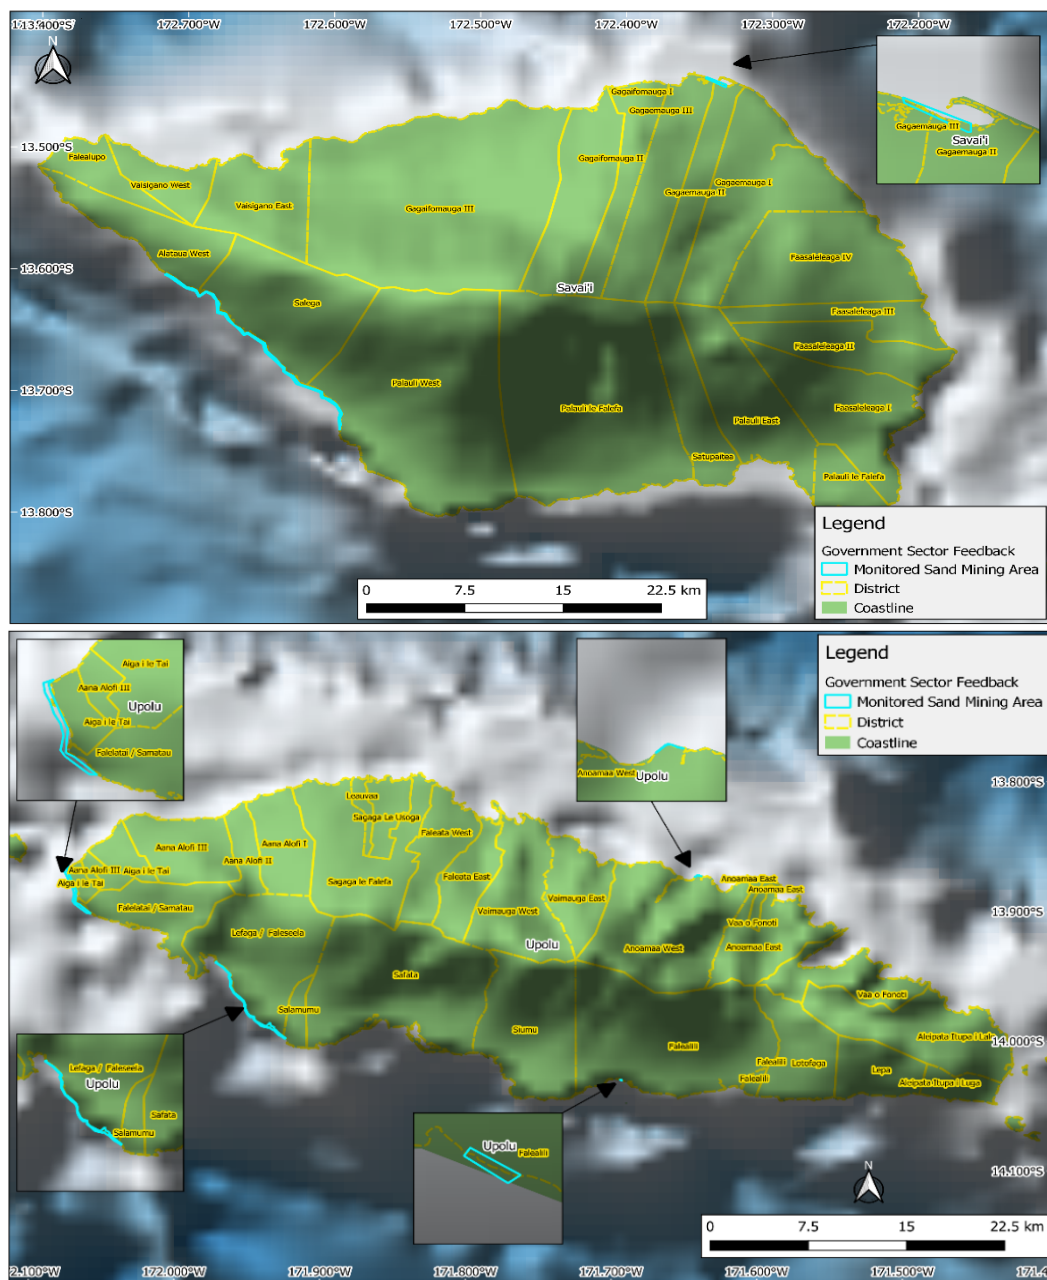 13.400°S
172.700°W
172.600°W
172.500°W
172.400°W
172.300°W
172.200°W
N
Gagaifomauga I
Gagaemauga III
Gagaemauga III
Savai'i
Gagaemauga II
13.500°S
Falealupo
Vaisigano West
Vaisigano East
Gagaifomauga III
Gagaifomauga II
Gagaemauga I
Gagaemauga II
Alataua West
Faasaleleaga IV
13.600°S
Savai'i
Salega
Faasaleleaga III
Faasaleleaga II
13.700°S
Palauli West
Palauli le Falefa
Palauli East
Faasaleleaga I
Satupaitea
Palauli le Falefa
13.800°S
Legend
Government Sector Feedback
Monitored Sand Mining Area
District
Coastline
0
7.5
15
22.5 km
Aiga i le Tai
Aana Alofi III
Upolu
Aiga i le Tai
Falelatai / Samatau
Anoamaa West
Upolu
Legend
Government Sector Feedback
Monitored Sand Mining Area
District
Coastline
13.800°S
Leauvaa
Sagaga Le Usoga
Faleata West
Aana Alofi III
Aana Alofi I
Aana Alofi II
Aana Alofi III
Aiga i le Tai
Aiga i le Tai
Sagaga le Falefa
Faleata East
Vaimauga East
Anoamaa East
Anoamaa East
Falelatai / Samatau
Vaimauga West
13.900°S
Lefaga / Faleseela
Upolu
Vaa o Fonoti
Anoamaa West
Anoamaa East
Safata
Vaa o Fonoti
Salamumu
Siumu
Falealili
Aleipata Itupa i Lalo
14.000°S
Falealili
Lotofaga
Lepa
Falealili
Aleipata Itupa i Luga
Lefaga / Faleseela
Upolu
Safata
Salamumu
Upolu
Falealili
14.100°S
N
0
7.5
15
22.5 km
2.100°W
172.000°W
171.900°W
171.800°W
171.700°W
171.600°W
171.500°W
171.4